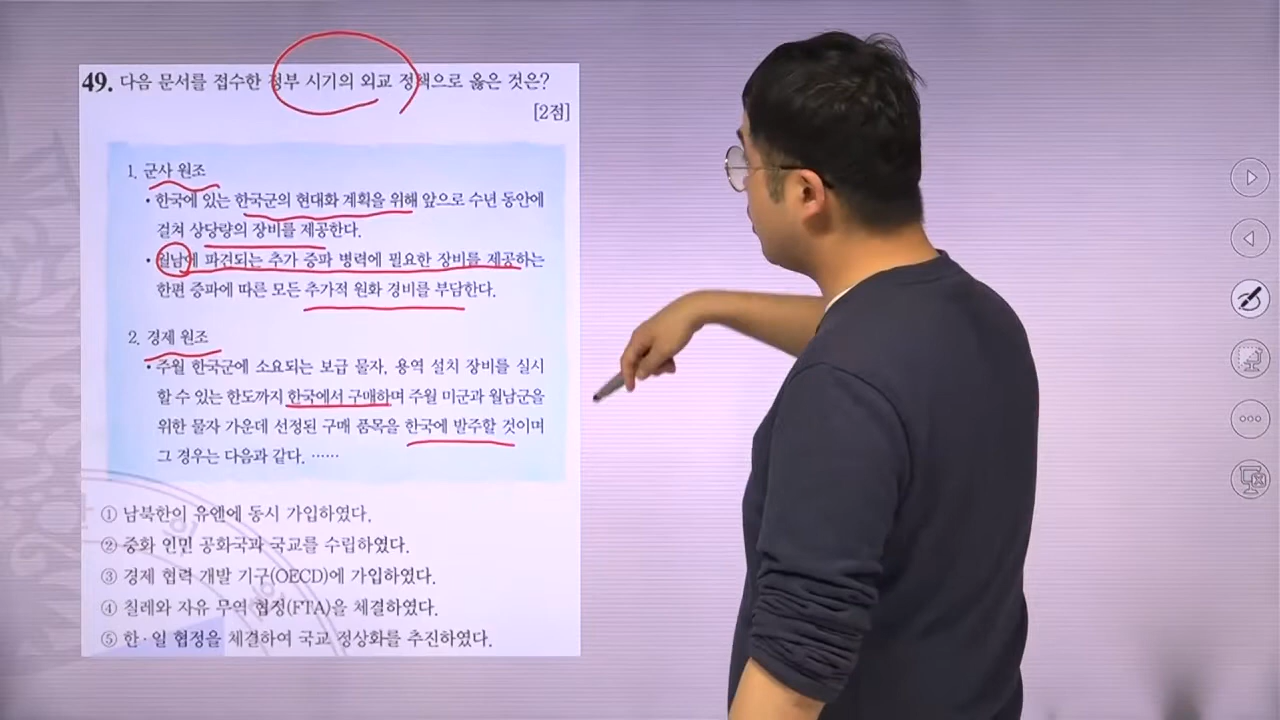 49. 다음 문서를 접수한 정부 시기의 외교 정책으로 옳은 것은?
[2점]
1. 군사 원조
• 한국에 있는 한국군의 현대화 계획을 위해 앞으로 수년 동안에
걸쳐 상당량의 장비를 제공한다.
• 월남에 파견되는 추가 증파 병력에 필요한 장비를 제공하는
한편 증파에 따른 모든 추가적 원화 경비를 부담한다.
2. 경제 원조
• 주월 한국군에 소요되는 보급 물자, 용역 설치 장비를 실시
할 수 있는 한도까지 한국에서 구매하며 주월 미군과 월남군을
위한 물자 가운데 선정된 구매 품목을 한국에 발주할 것이며
그 경우는 다음과 같다. ……
① 남북한이 유엔에 동시 가입하였다.
② 중화 인민 공화국과 국교를 수립하였다.
③ 경제 협력 개발 기구(OECD)에 가입하였다.
④ 칠레와 자유 무역 협정(FTA)을 체결하였다.
⑤ 한·일 협정을 체결하여 국교 정상화를 추진하였다.